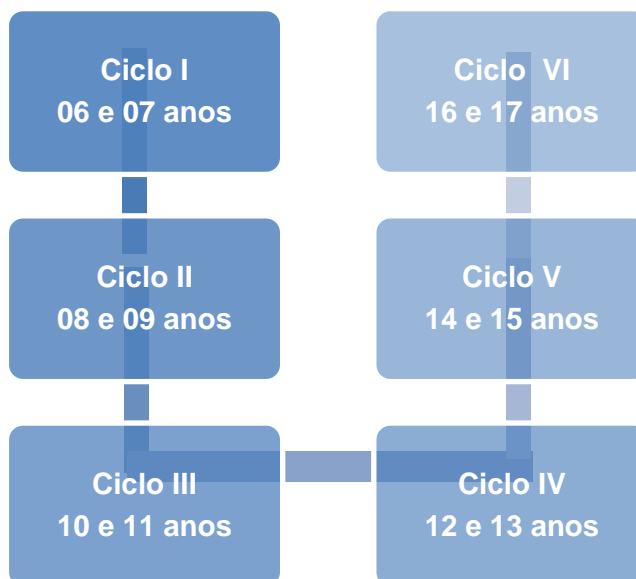 Ciclo I
06 e 07 anos
Ciclo II
08 e 09 anos
Ciclo III
10 e 11 anos
Ciclo IV
12 e 13 anos
Ciclo V
14 e 15 anos
Ciclo VI
16 e 17 anos